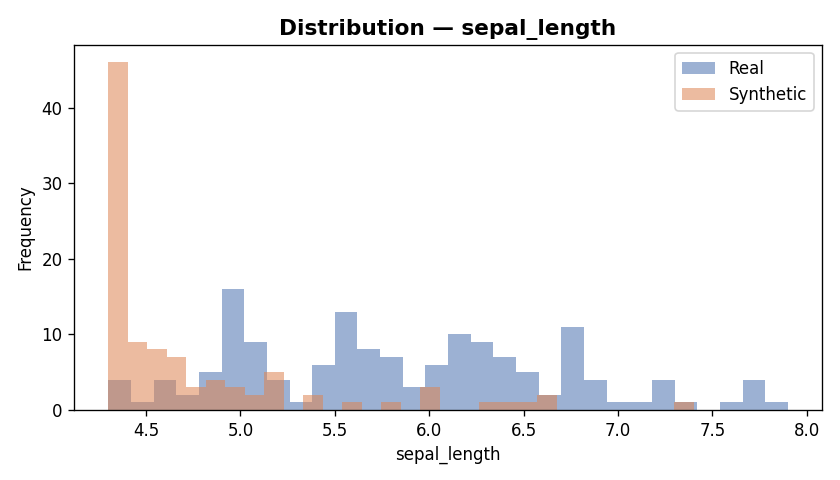 Distribution — sepal_length
Real
Synthetic
Frequency
40
30
20
10
0
4.5 5.0 5.5 6.0 6.5 7.0 7.5 8.0
sepal_length